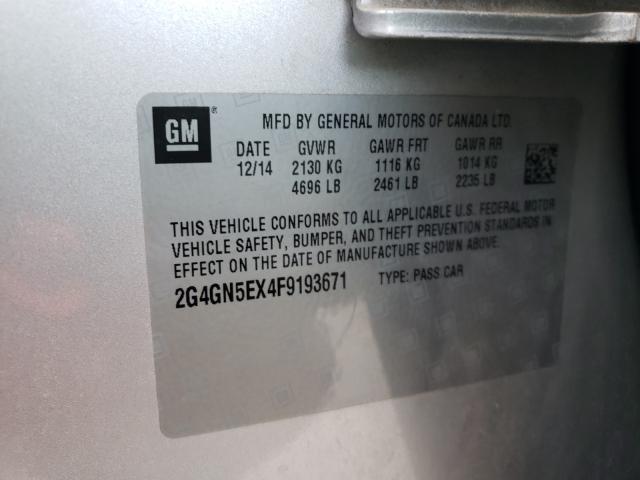 GM®
MFD BY GENERAL MOTORS OF CANADA LTD.
DATE GVWR GAWR FRT GAWR RR
12/14 2130 KG 1116 KG 1014 KG
4696 LB 2461 LB 2235 LB
THIS VEHICLE CONFORMS TO ALL APPLICABLE U.S. FEDERAL MOTOR
VEHICLE SAFETY, BUMPER, AND THEFT PREVENTION STANDARDS IN
EFFECT ON THE DATE OF MANUFACTURE SHOWN ABOVE.
2G4GN5EX4F9193671 TYPE: PASS CAR